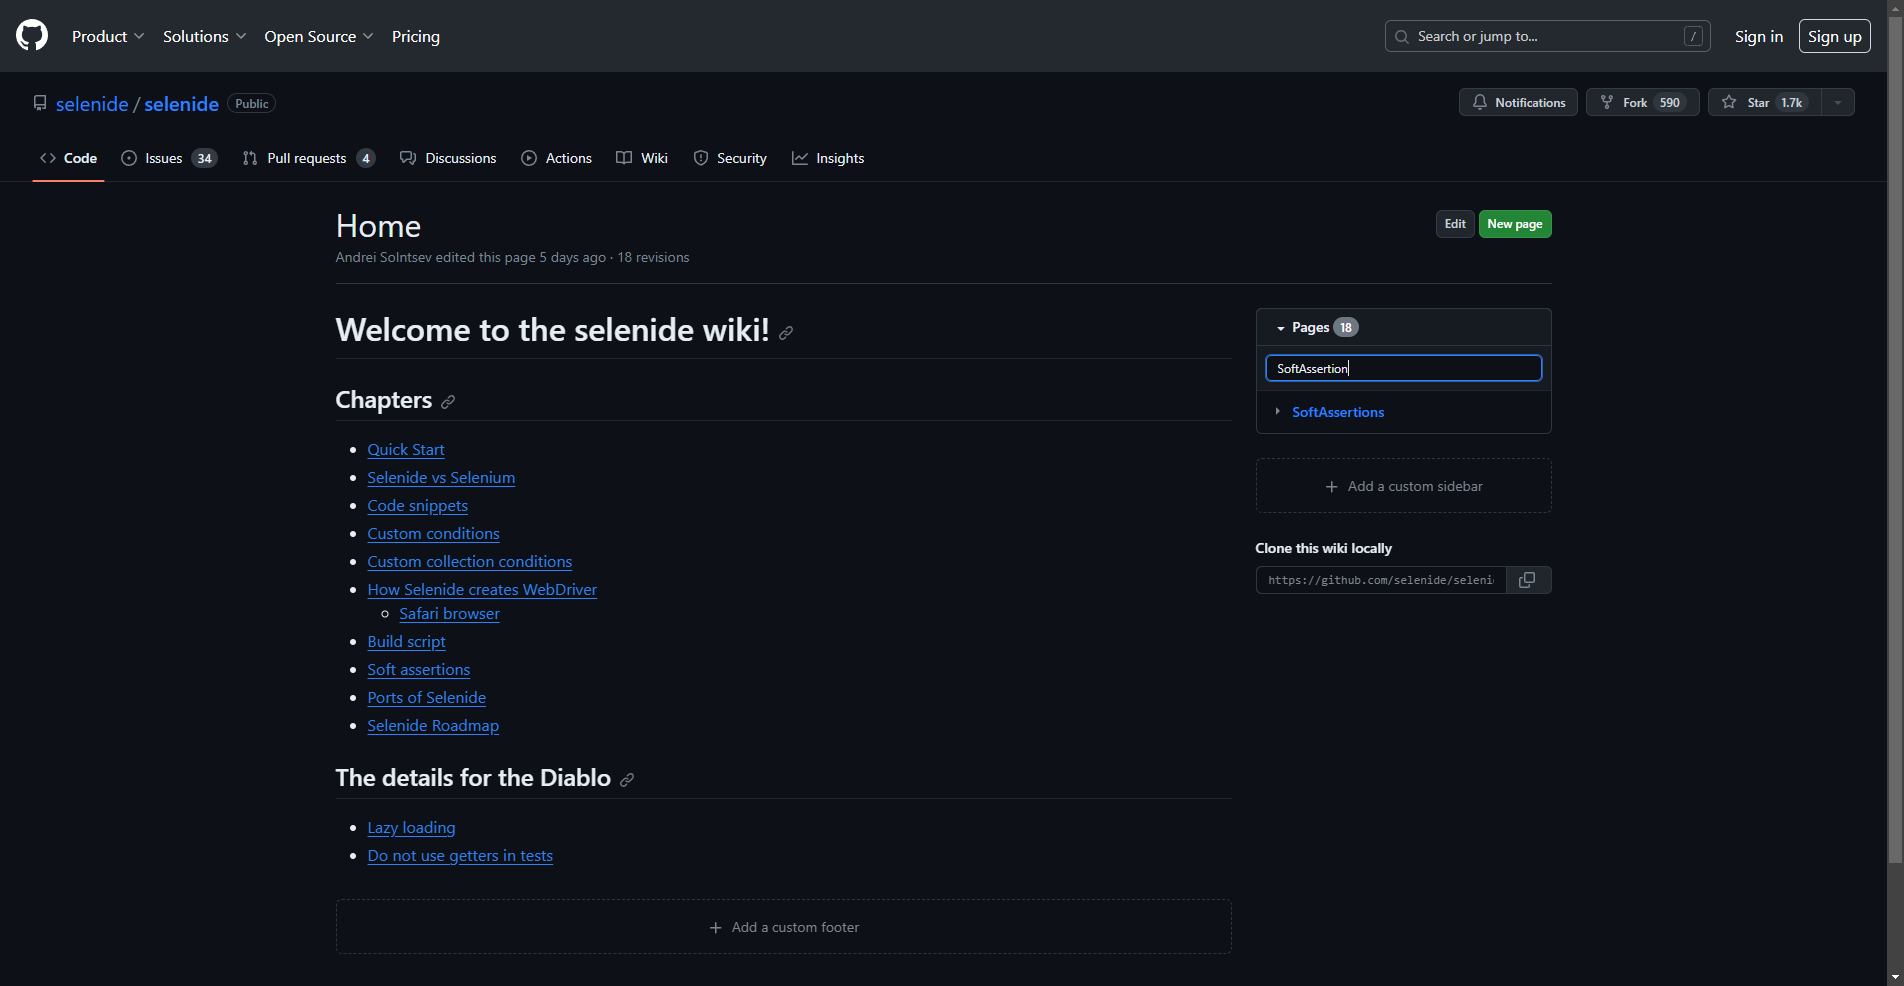 Product Solutions Open Source Pricing Search or jump to... / Sign in Sign up
selenide / selenide Public Notifications Fork 590 Star 1.7k
Code Issues 34 Pull requests 4 Discussions Actions Wiki Security Insights
Home
Edit New page
Andrei Solntsev edited this page 5 days ago · 18 revisions
Welcome to the selenide wiki!
Chapters
Quick Start
Selenide vs Selenium
Code snippets
Custom conditions
Custom collection conditions
How Selenide creates WebDriver
Safari browser
Build script
Soft assertions
Ports of Selenide
Selenide Roadmap
The details for the Diablo
Lazy loading
Do not use getters in tests
Add a custom footer
Pages 18
SoftAssertion
SoftAssertions
Add a custom sidebar
Clone this wiki locally
https://github.com/selenide/seleni